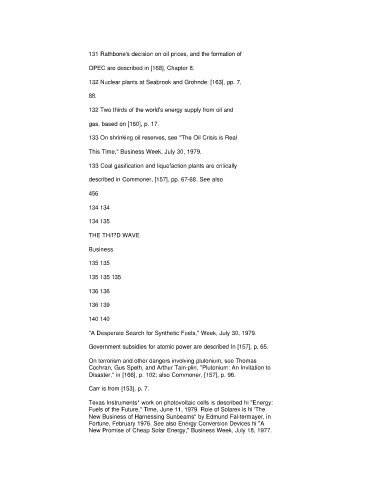 131 Rathbone's decision on oil prices, and the formation of
OPEC are described in [168], Chapter 8.
132 Nuclear plants at Seabrook and Grohnde: [163], pp. 7,
88.
132 Two thirds of the world's energy supply from oil and
gas, based on [160], p. 17.
133 On shrinking oil reserves, see "The Oil Crisis is Real
This Time," Business Week, July 30, 1979.
133 Coal gasification and liquefaction plants are critically
described in Commoner, [157], pp. 67-68. See also
456
134 134
134 135
THE TH/I?D WAVE
Business
135 135
135 135 135
136 136
136 139
140 140
"A Desperate Search for Synthetic Fuels," Week, July 30, 1979.
Government subsidies for atomic power are described In [157], p. 65.
On terrorism and other dangers involving plutonium, see Thomas
Cochran, Gus Speth, and Arthur Tam-plin, "Plutonium: An Invitation to
Disaster," in [166], p. 102; also Commoner, [157], p. 96.
Carr is from [153], p. 7.
Texas Instruments* work on photovoltaic cells is described hi "Energy:
Fuels of the Future," Time, June 11, 1979. Role of Solarex is hi 'The
New Business of Harnessing Sunbeams" by Edmund Fal-termayer, in
Fortune, February 1976. See also Energy Conversion Devices hi "A
New Promise of Cheap Solar Energy," Business Week, July 18, 1977.